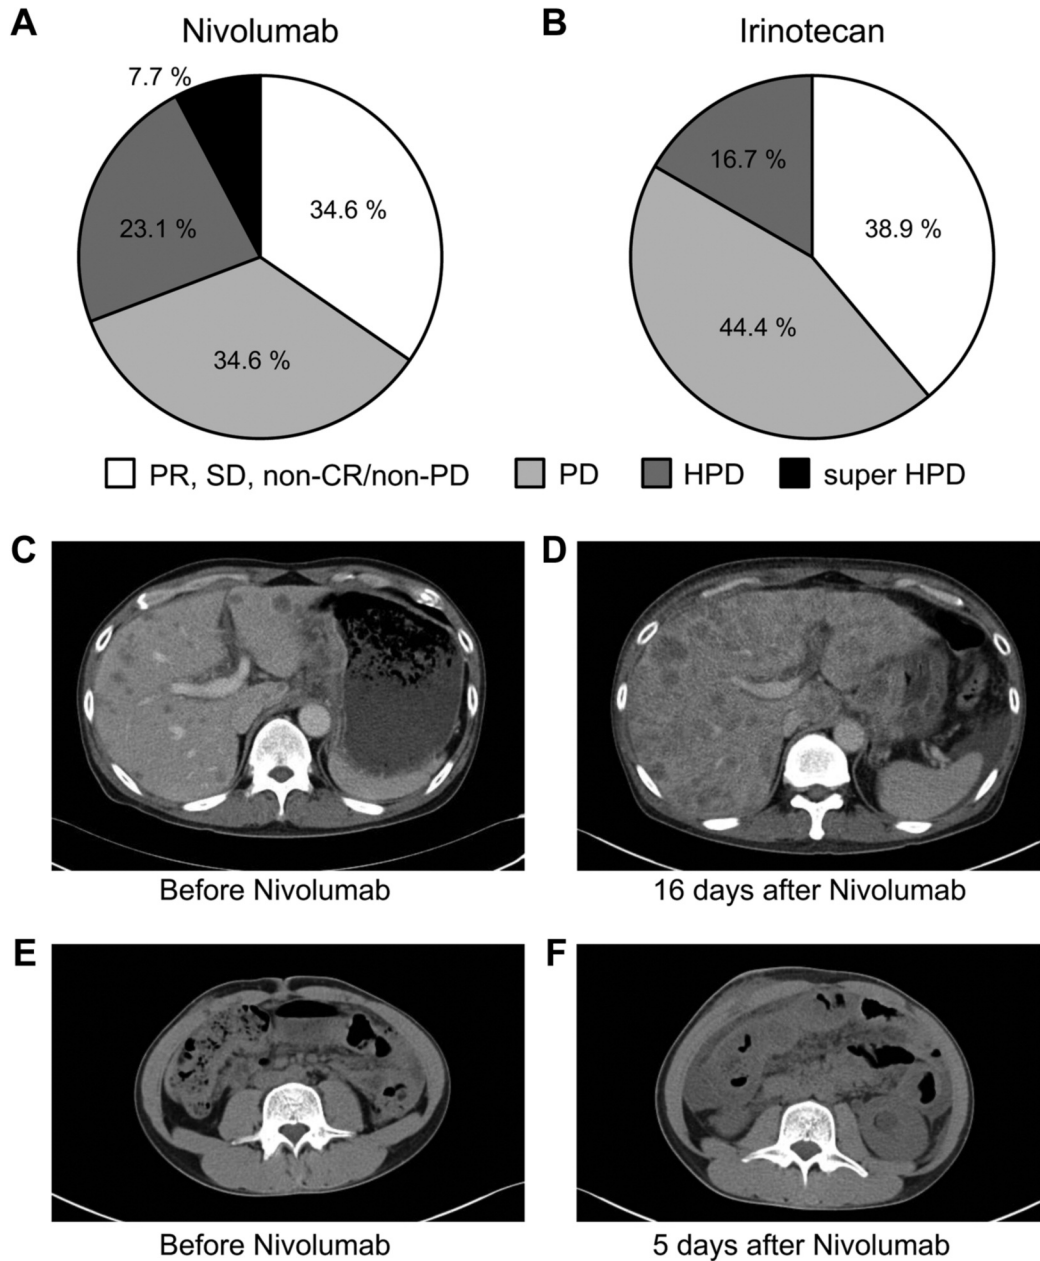 A
Nivolumab
B
Irinotecan
7.7 %
34.6 %
23.1 %
34.6 %
16.7 %
38.9 %
44.4 %
PR, SD, non-CR/non-PD
PD
HPD
super HPD
C
D
Before Nivolumab
16 days after Nivolumab
E
F
Before Nivolumab
5 days after Nivolumab